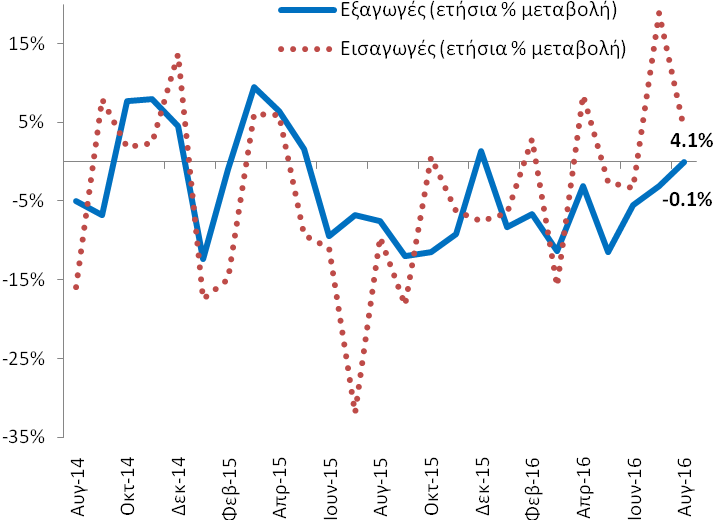 Εξαγωγές (ετήσια % μεταβολή)
Εισαγωγές (ετήσια % μεταβολή)
15%
5%
-5%
-15%
-25%
-35%
4.1%
-0.1%
Αυγ-14
Οκτ-14
Δεκ-14
Φεβ-15
Απρ-15
Ιουν-15
Αυγ-15
Οκτ-15
Δεκ-15
Φεβ-16
Απρ-16
Ιουν-16
Αυγ-16